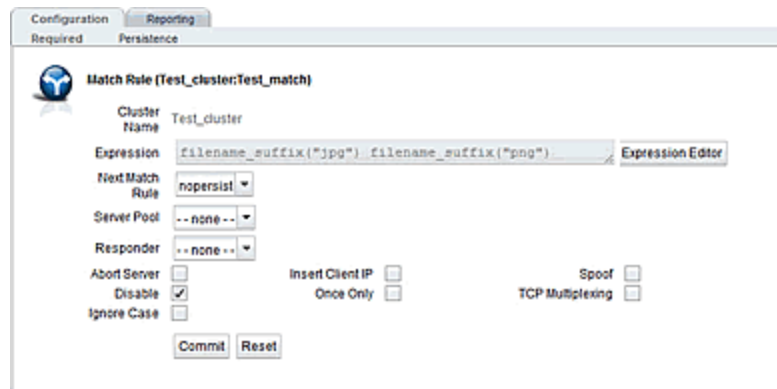 Configuration Reporting
Required Persistence
Match Rule (Test_cluster:Test_match)
Cluster Name Test_cluster
Expression filename_suffix("jpg") filename_suffix("png") Expression Editor
Next Match Rule nopersist
Server Pool --none--
Responder --none--
Abort Server Insert Client IP Spoof
Disable Once Only TCP Multiplexing
Ignore Case
Commit Reset